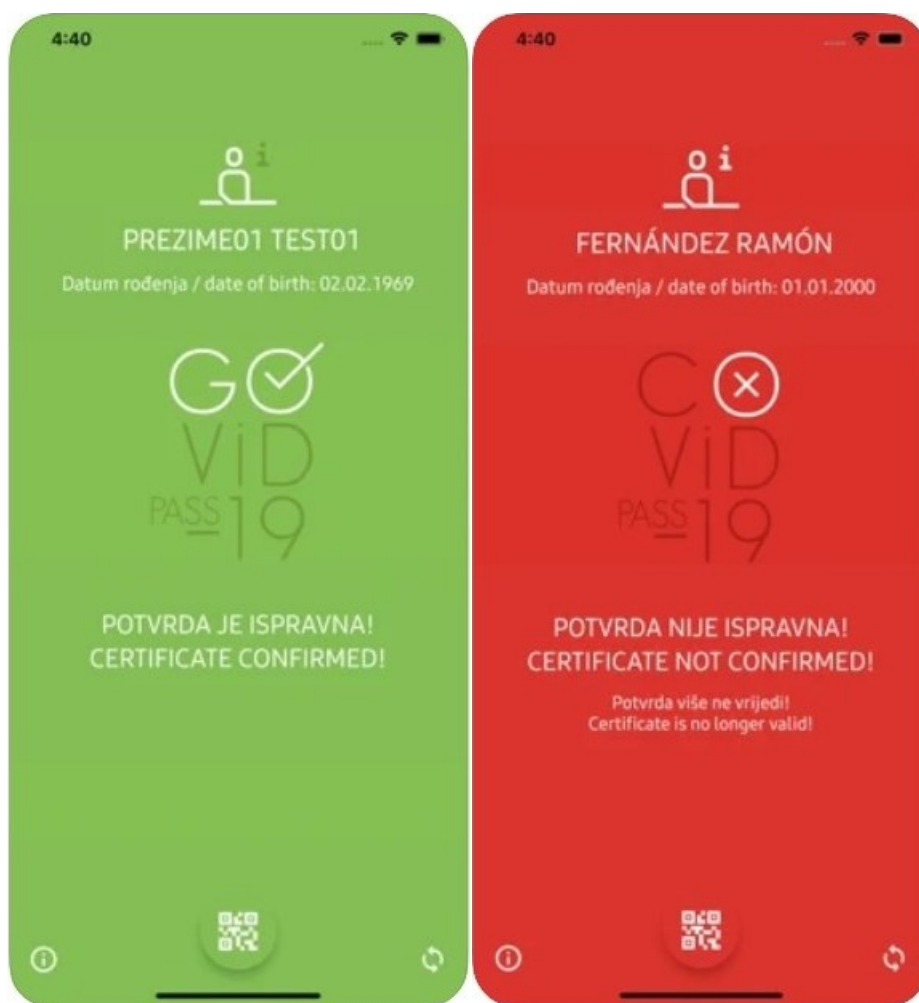 4:40
PREZIME01 TEST01
Datum rođenja / date of birth: 02.02.1969
GO
ViD
PASS 19
POTVRDA JE ISPRAVNA!
CERTIFICATE CONFIRMED!
4:40
FERNÁNDEZ RAMÓN
Datum rođenja / date of birth: 01.01.2000
CO
ViD
PASS 19
POTVRDA NIJE ISPRAVNA!
CERTIFICATE NOT CONFIRMED!
Potvrda više ne vrijedi!
Certificate is no longer valid!